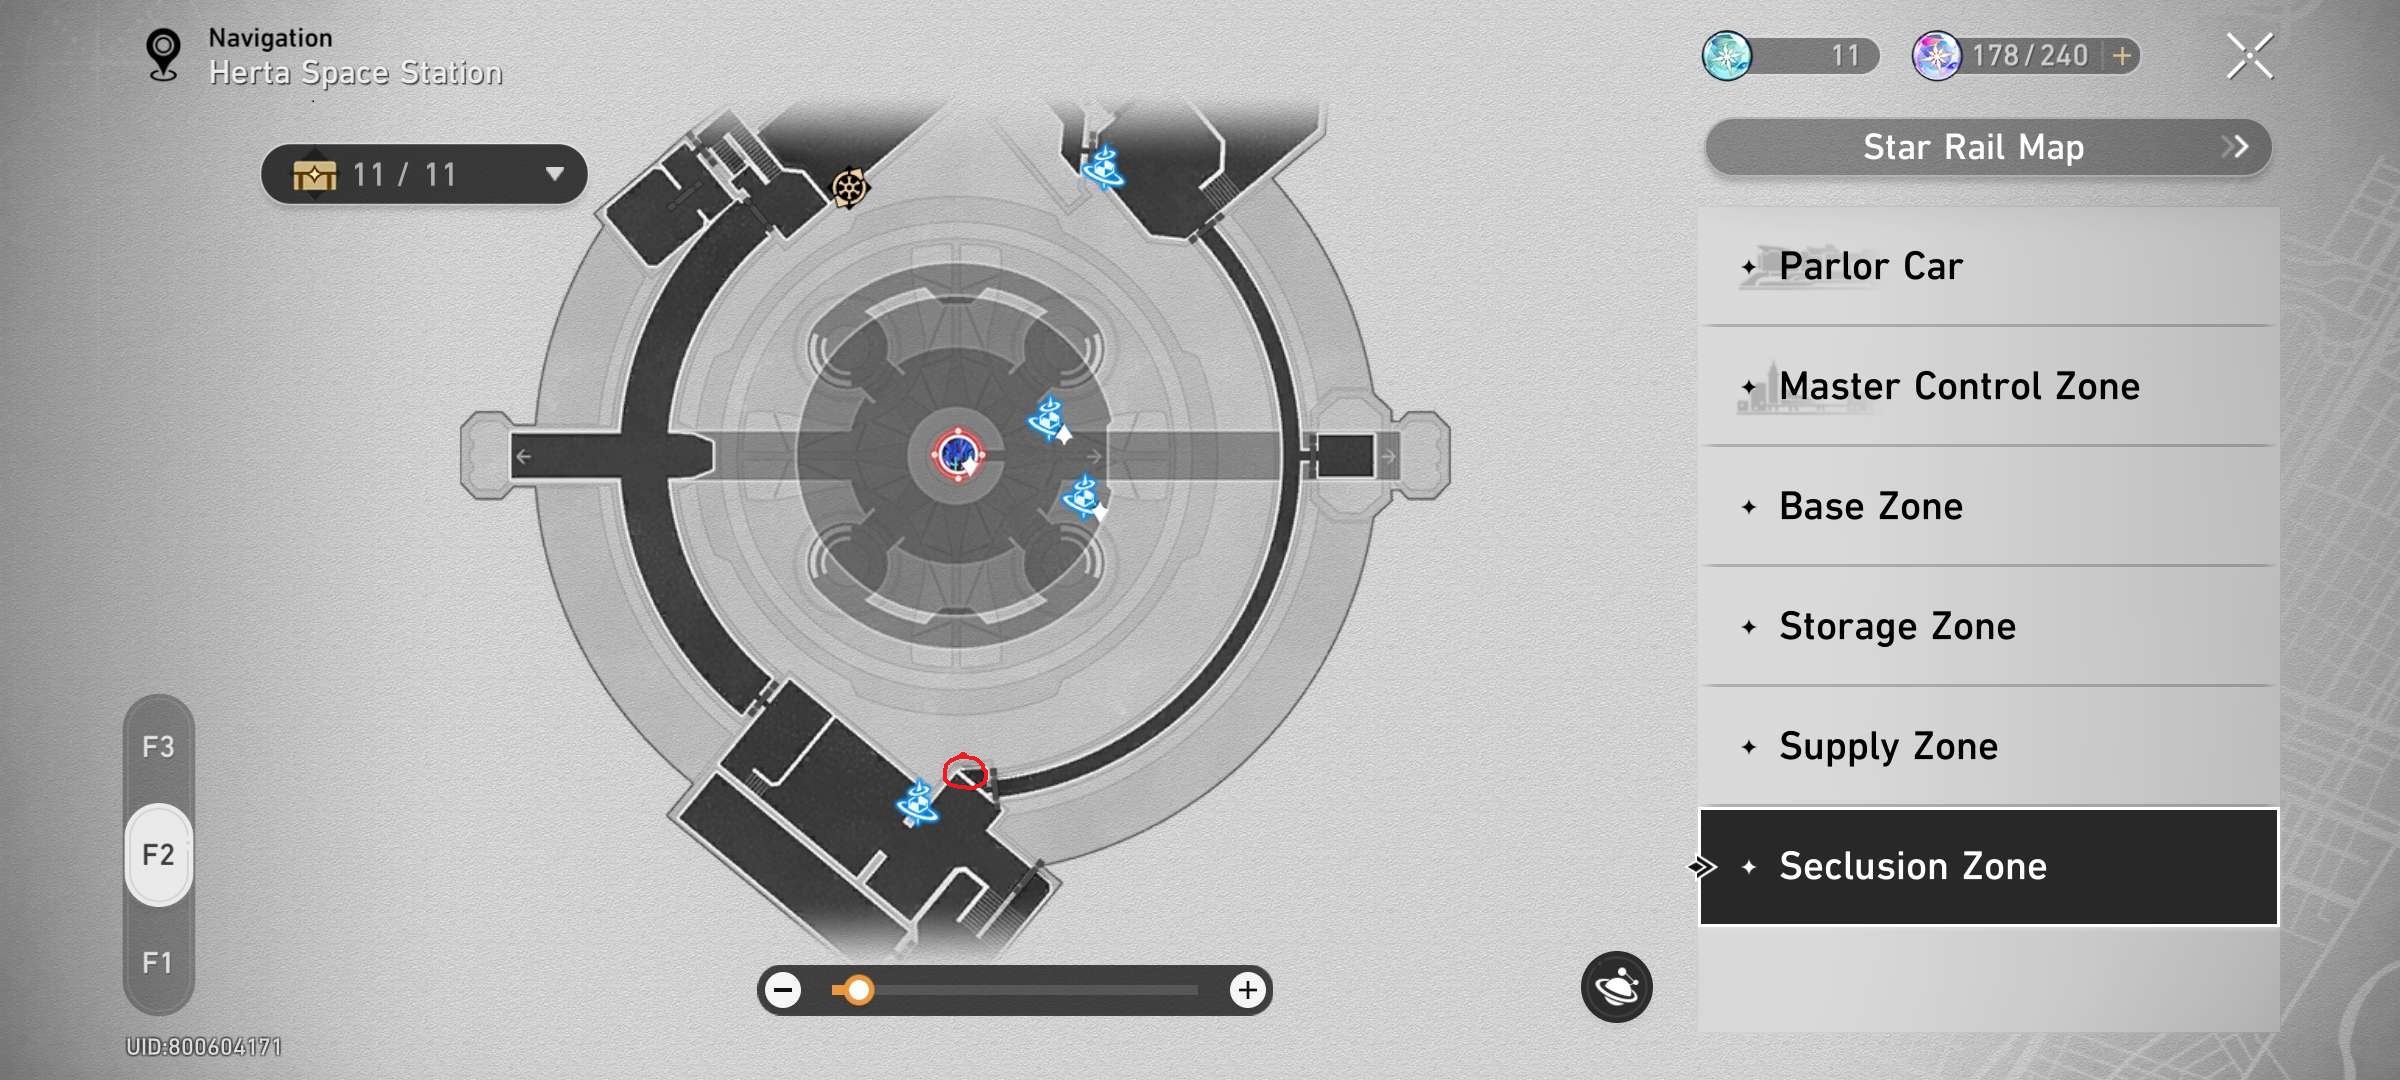 Navigation
Herta Space Station
11 / 11
11
178/240
Star Rail Map
Parlor Car
Master Control Zone
Base Zone
Storage Zone
Supply Zone
Seclusion Zone
F3
F2
F1
UID:800604171